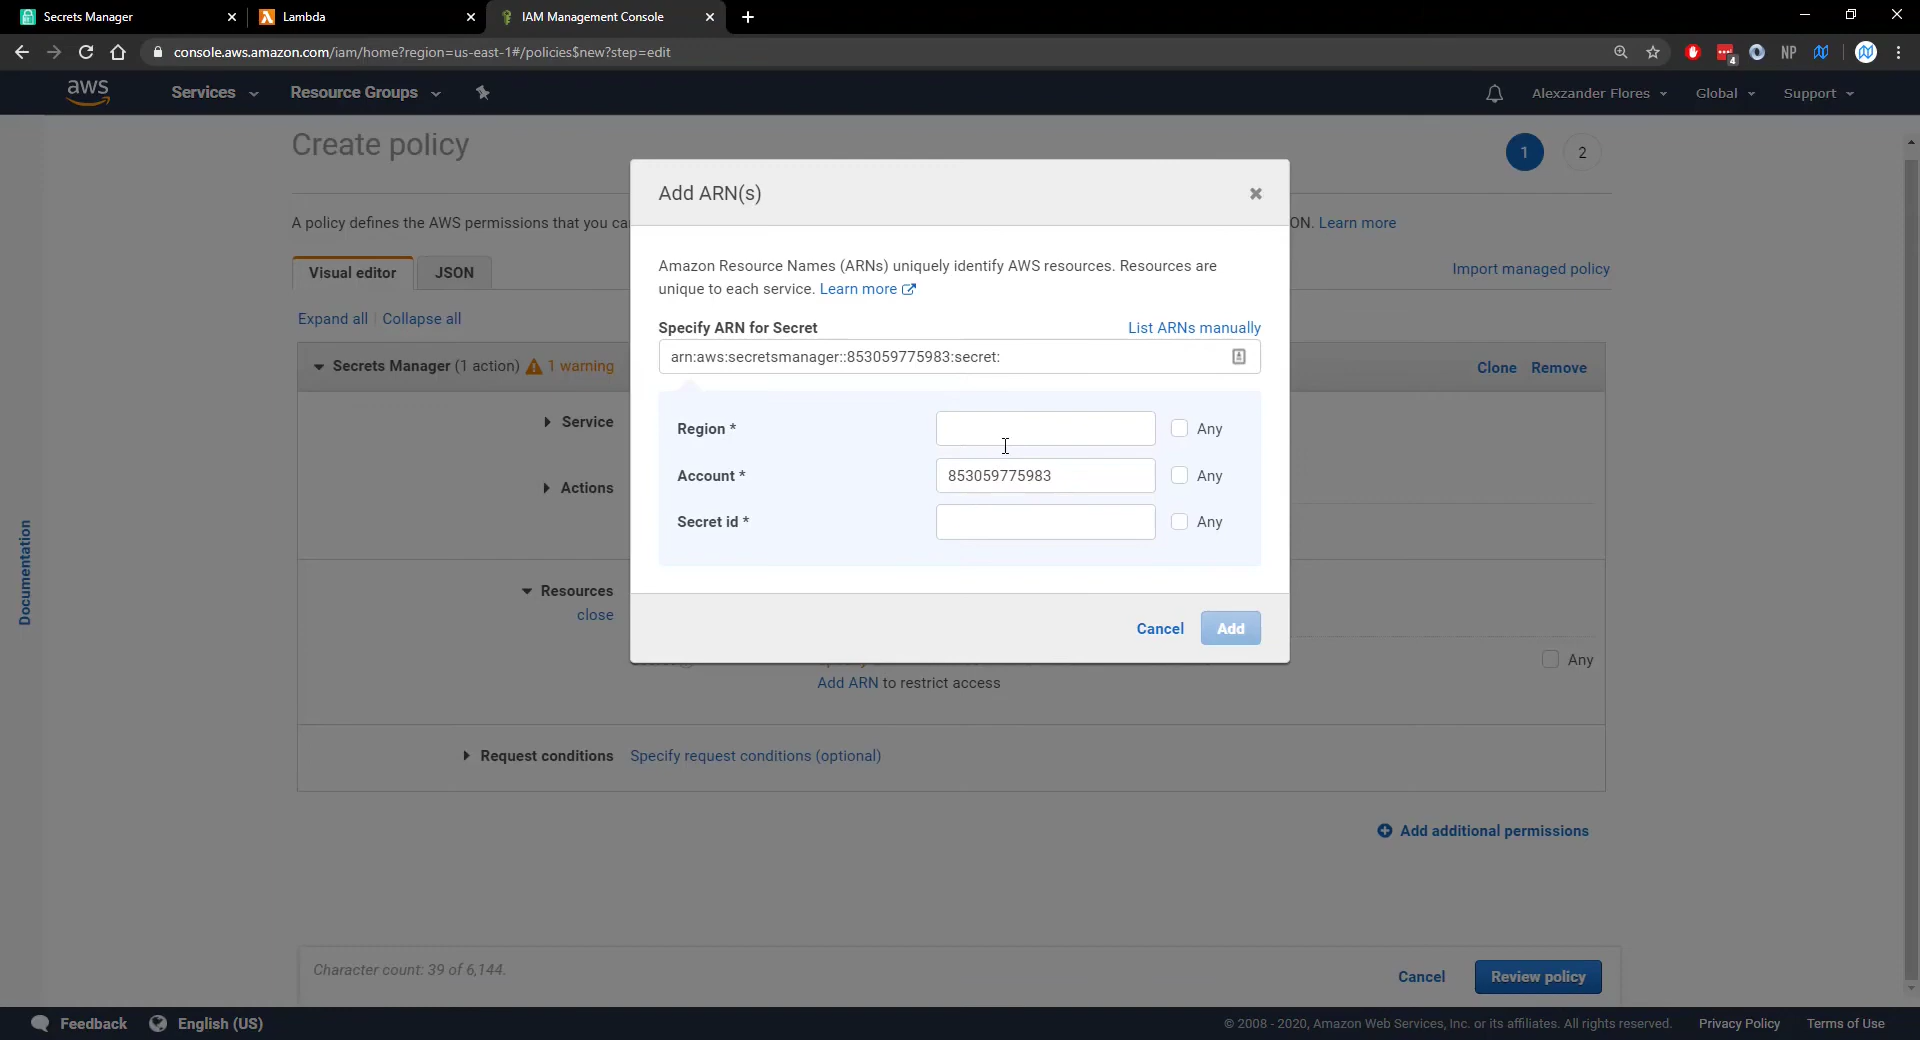 Secrets Manager
Lambda
IAM Management Console
console.aws.amazon.com/iam/home?region=us-east-1#/policies$new?step=edit
4
NP
aws
Services
Resource Groups
Alexzander Flores
Global
Support
Create policy
1
2
A policy defines the AWS permissions that you ca
ON. Learn more
Visual editor
JSON
Import managed policy
Expand all | Collapse all
Secrets Manager (1 action) 1 warning
Clone
Remove
Service
Actions
Resources
close
Any
Add ARN to restrict access
Request conditions
Specify request conditions (optional)
Add additional permissions
Add ARN(s)
Amazon Resource Names (ARNs) uniquely identify AWS resources. Resources are
unique to each service. Learn more
Specify ARN for Secret
List ARNs manually
arn:aws:secretsmanager::853059775983:secret:
Region *
Any
Account *
853059775983
Any
Secret id *
Any
Cancel
Add
Documentation
Character count: 39 of 6,144.
Cancel
Review policy
Feedback
English (US)
© 2008 - 2020, Amazon Web Services, Inc. or its affiliates. All rights reserved.
Privacy Policy
Terms of Use